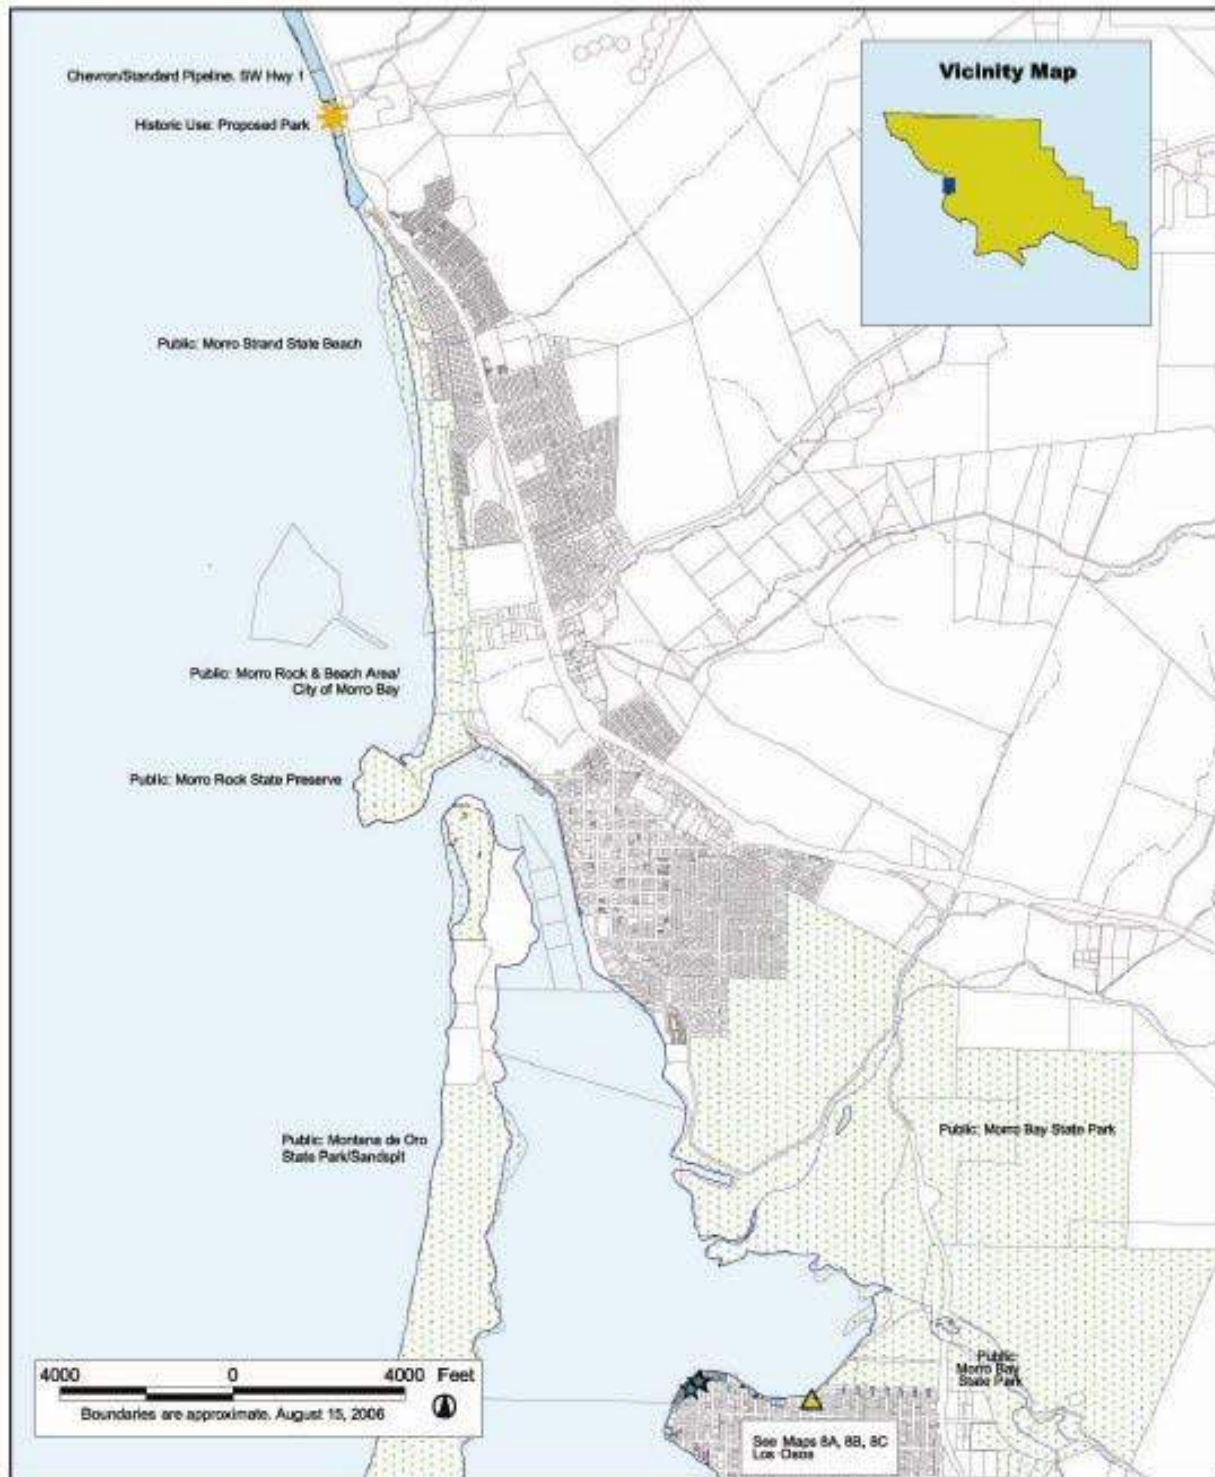 Chevron/Standard Pipeline. SW Hwy 1
Historic Use: Proposed Park
Vicinity Map
Public: Morro Strand State Beach
Public: Morro Rock & Beach Area/
City of Morro Bay
Public: Morro Rock State Preserve
Public: Montana de Oro
State Park/Sandspit
Public: Morro Bay State Park
Public:
Morro Bay
State Park
4000 0 4000 Feet
Boundaries are approximate. August 15, 2006
See Maps 8A, 8B, 8C
Los Osos